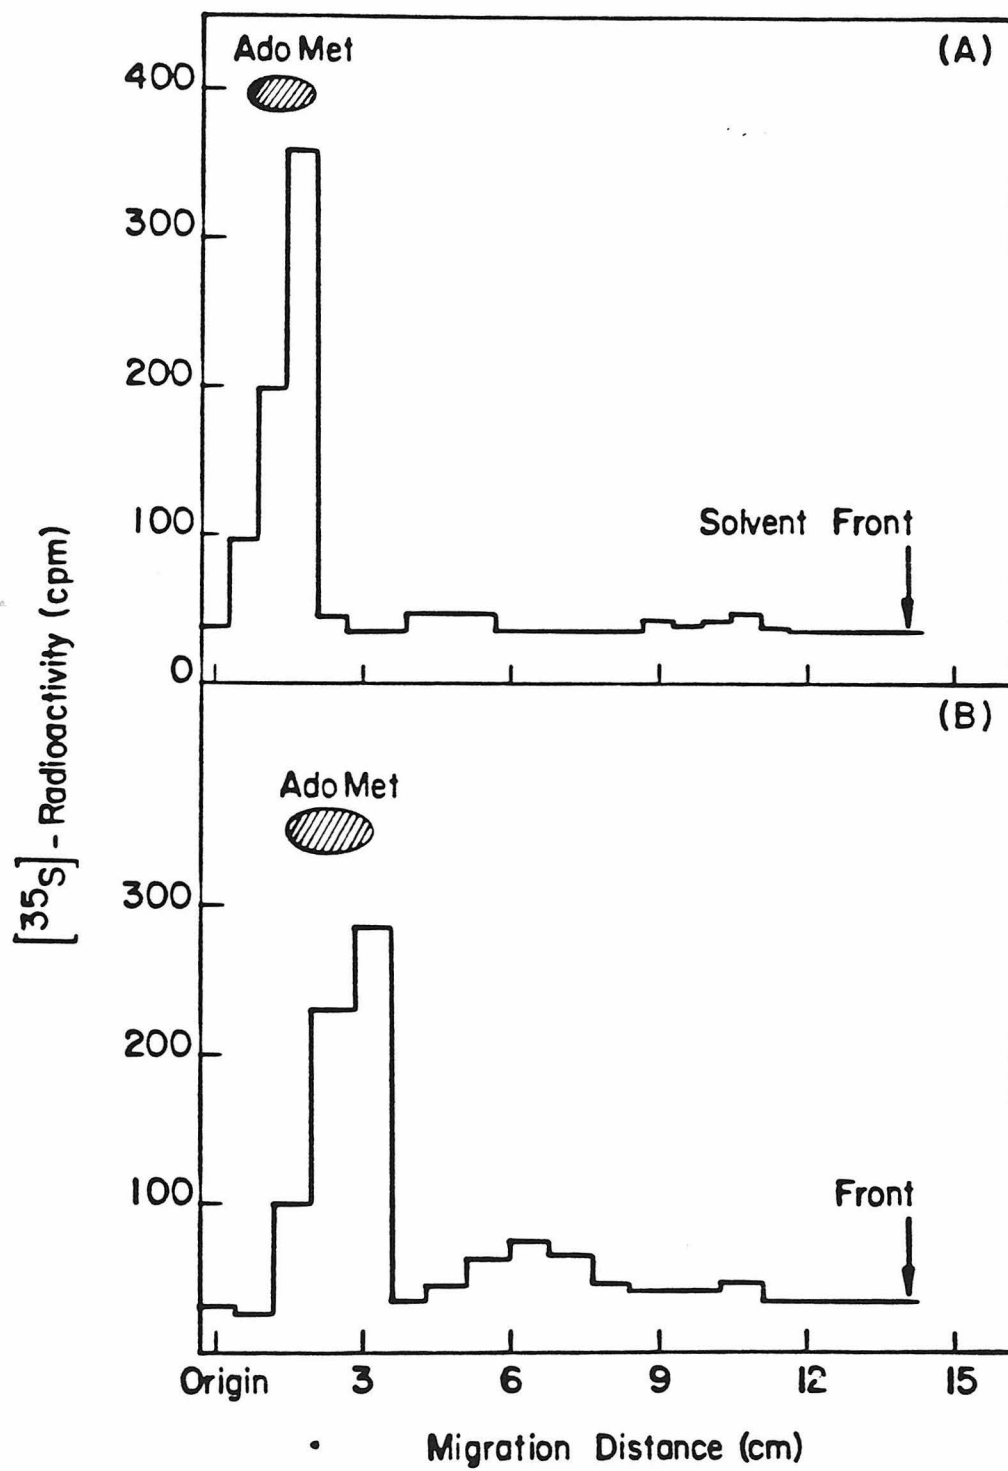 (A)
Ado Met
400
300
200
100
0
Solvent Front
(B)
Ado Met
300
200
100
Front
Origin 3 6 9 12 15
Migration Distance (cm)
[35S]-Radioactivity (cpm)